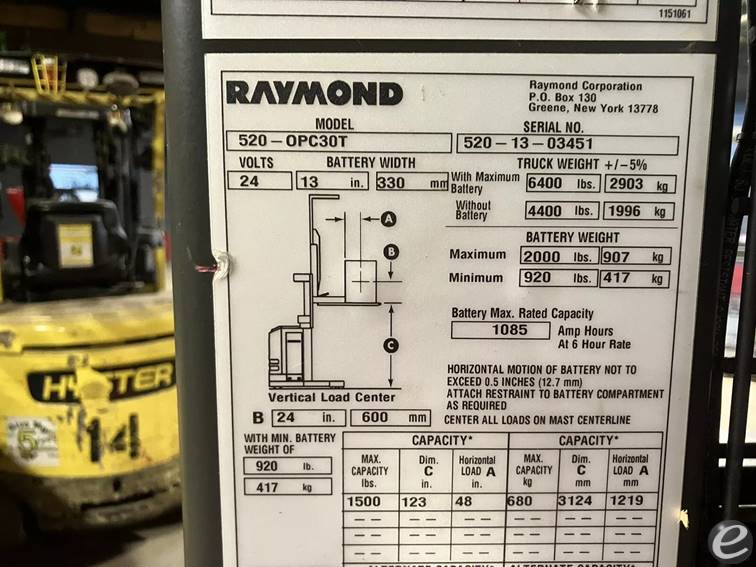 1151061
RAYMOND
Raymond Corporation
P.O. Box 130
Greene, New York 13778
MODEL
520-OPC30T
SERIAL NO.
520-13-03451
VOLTS
24
BATTERY WIDTH
13 in. 330 mm
TRUCK WEIGHT +/-5%
With Maximum Battery 6400 lbs. 2903 kg
Without Battery 4400 lbs. 1996 kg
BATTERY WEIGHT
Maximum 2000 lbs. 907 kg
Minimum 920 lbs. 417 kg
Battery Max. Rated Capacity
1085 Amp Hours
At 6 Hour Rate
A
B
C
Vertical Load Center
B 24 in. 600 mm
HORIZONTAL MOTION OF BATTERY NOT TO
EXCEED 0.5 INCHES (12.7 mm)
ATTACH RESTRAINT TO BATTERY COMPARTMENT
AS REQUIRED
CENTER ALL LOADS ON MAST CENTERLINE
WITH MIN. BATTERY
WEIGHT OF
920 lb.
417 kg
CAPACITY* CAPACITY*
MAX. CAPACITY lbs. Dim. C in. Horizontal LOAD A in. MAX. CAPACITY kg Dim. C mm Horizontal LOAD A mm
1500 123 48 680 3124 1219
-- -- -- -- -- --
-- -- -- -- -- --
-- -- -- -- -- --
ALTERNATE CAPACITY* ALTERNATE CAPACITY*
HYSTER
14
5
e